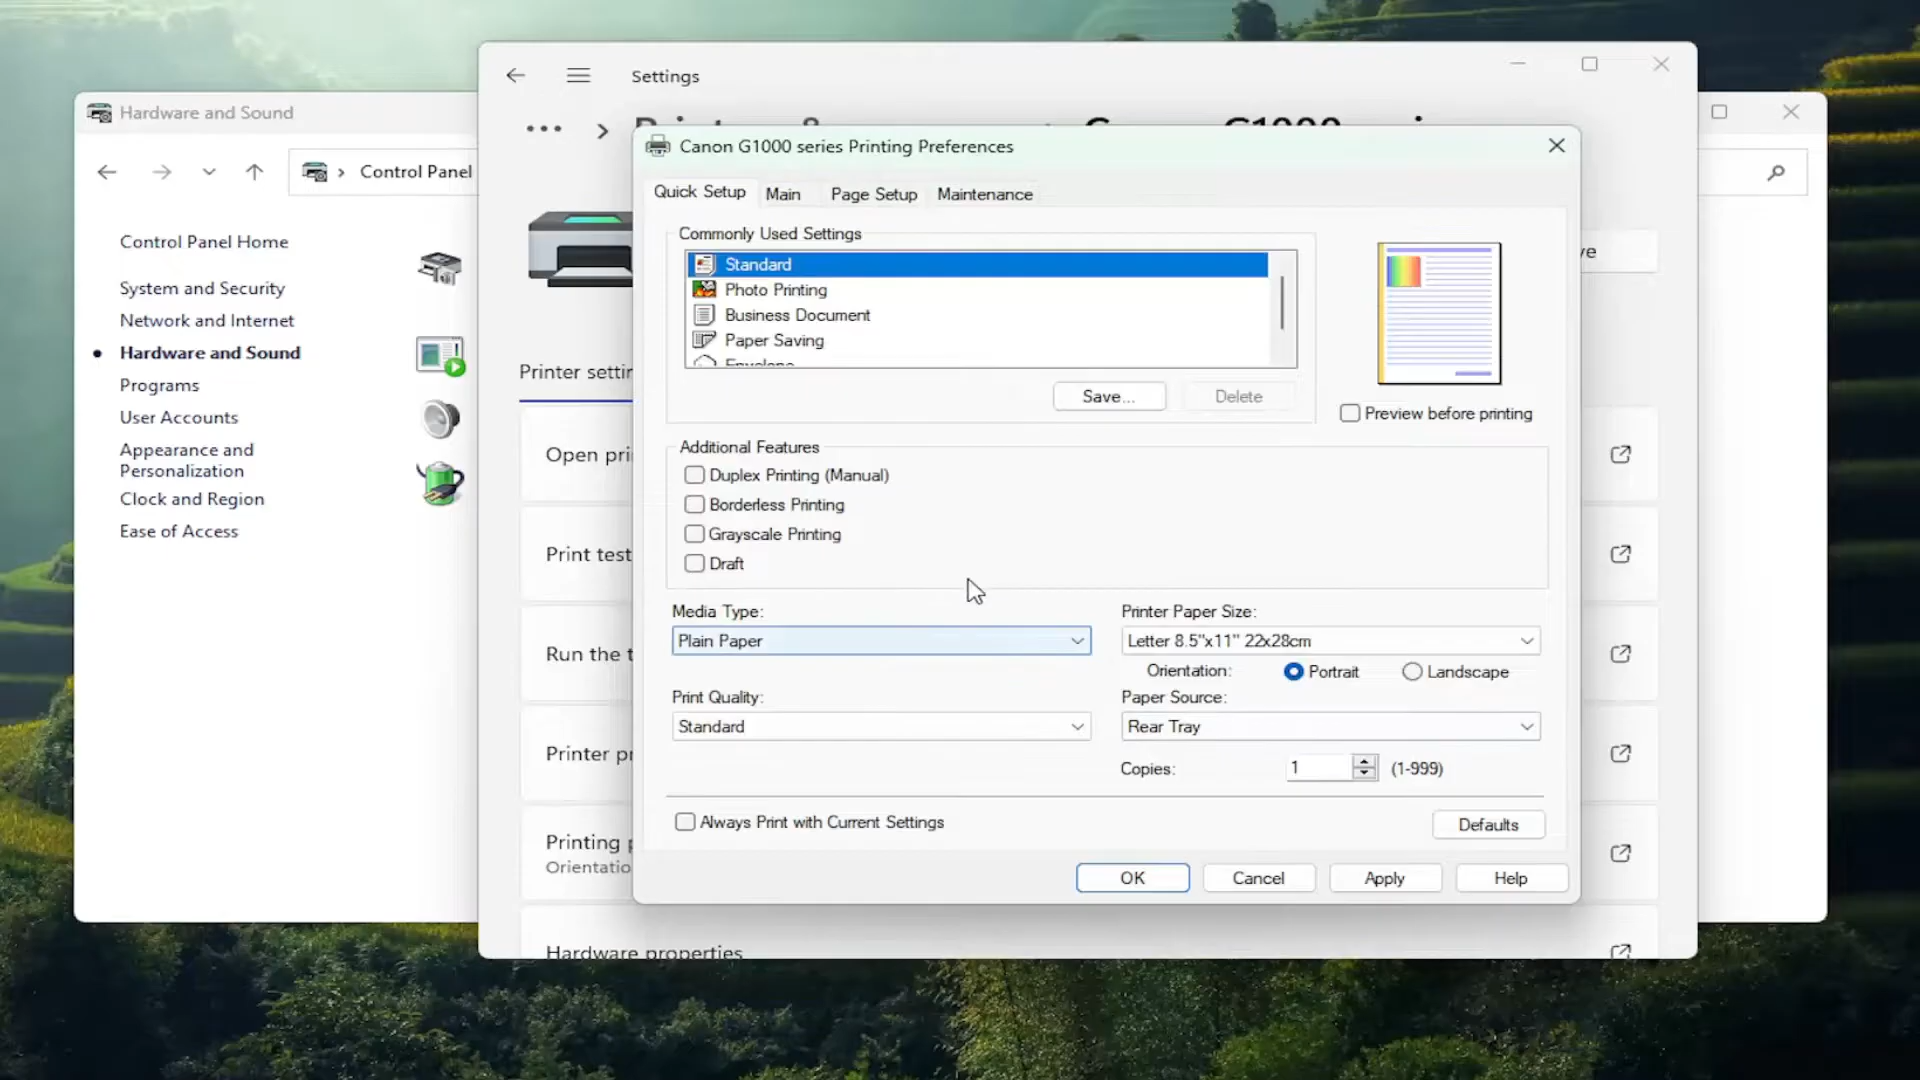 Hardware and Sound
Control Panel
Control Panel Home
System and Security
Network and Internet
Hardware and Sound
Programs
User Accounts
Appearance and
Personalization
Clock and Region
Ease of Access
Settings
Canon G1000 series Printing Preferences
Quick Setup Main Page Setup Maintenance
Commonly Used Settings
Standard
Photo Printing
Business Document
Paper Saving
Envelope
Save... Delete
Preview before printing
Additional Features
Duplex Printing (Manual)
Borderless Printing
Grayscale Printing
Draft
Media Type:
Plain Paper
Printer Paper Size:
Letter 8.5"x11" 22x28cm
Orientation: Portrait Landscape
Print Quality:
Standard
Paper Source:
Rear Tray
Copies: 1 (1-999)
Always Print with Current Settings
Defaults
OK Cancel Apply Help
Printer settin
Open pri
Print test
Run the t
Printer pr
Printing p
Orientatio
Hardware properties